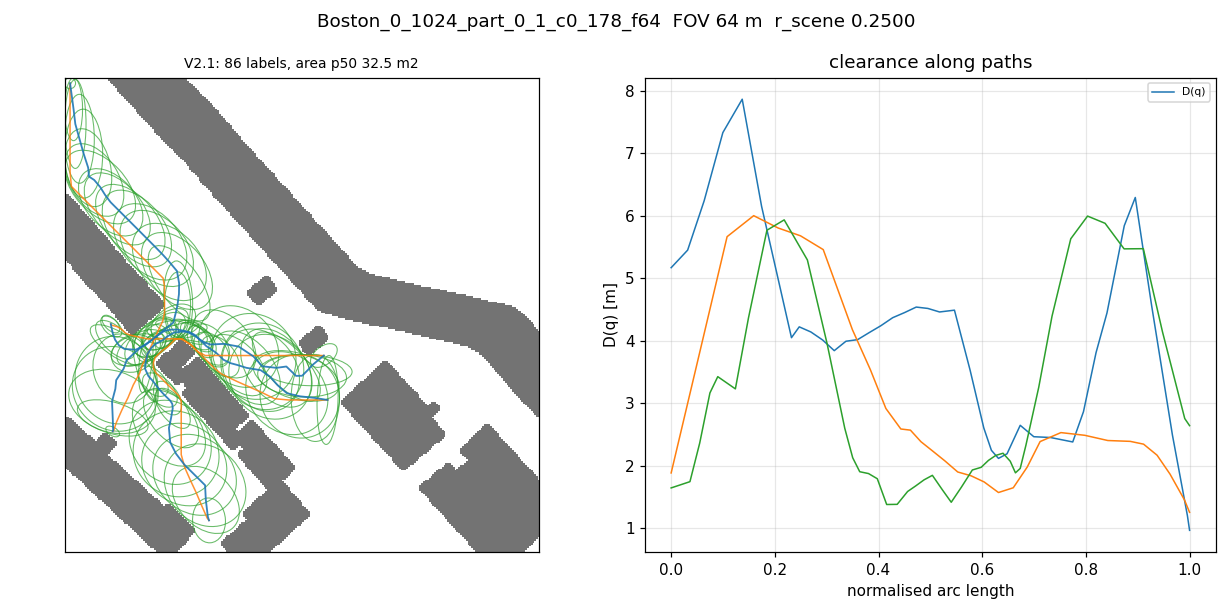 Boston_0_1024_part_0_1_c0_178_f64  FOV 64 m  r_scene 0.2500
V2.1: 86 labels, area p50 32.5 m2
clearance along paths
D(q)
D(q) [m]
8
7
6
5
4
3
2
1
0.0
0.2
0.4
0.6
0.8
1.0
normalised arc length